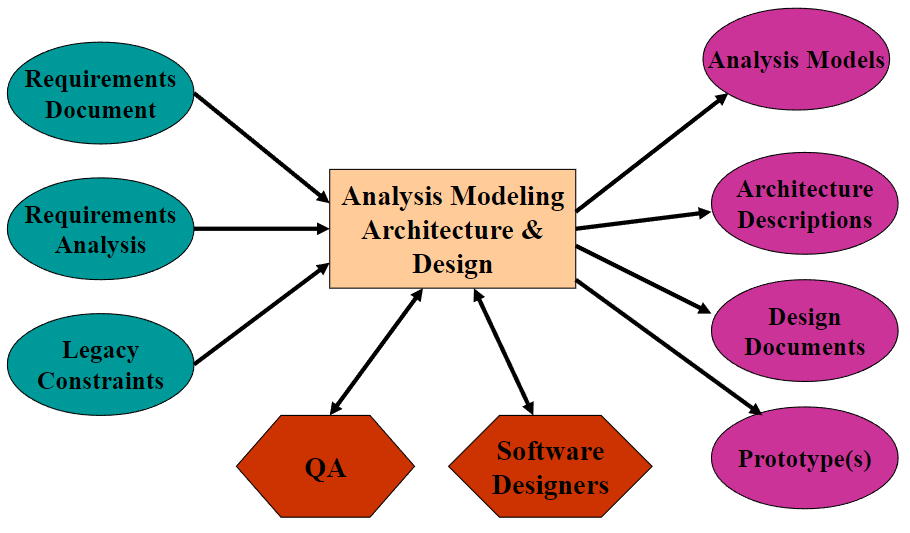 Requirements
Document
Requirements
Analysis
Legacy
Constraints
Analysis Modeling
Architecture &
Design
QA
Software
Designers
Analysis Models
Architecture
Descriptions
Design
Documents
Prototype(s)